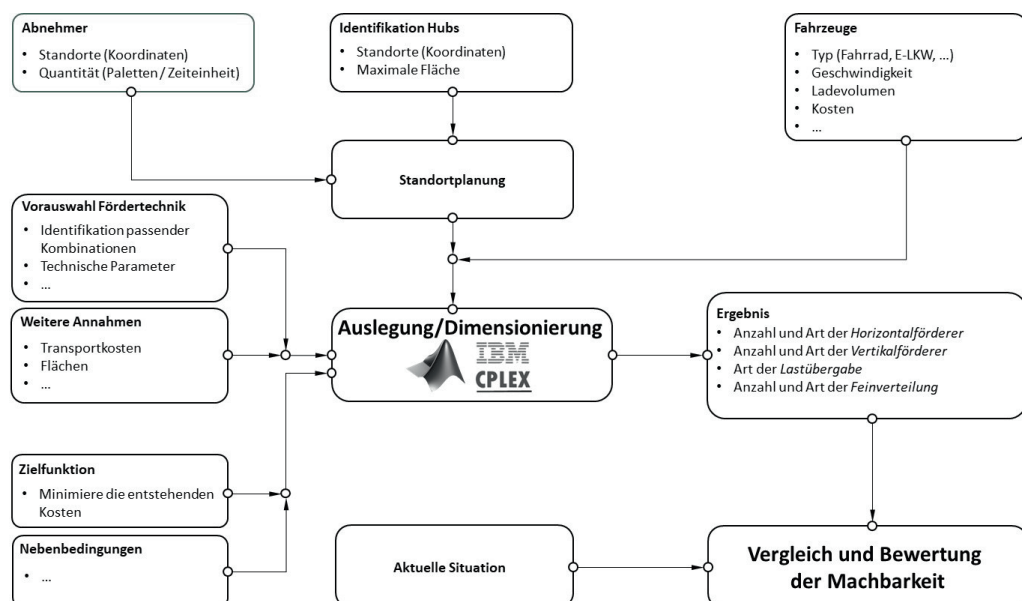 Abnehmer
• Standorte (Koordinaten)
• Quantität (Paletten / Zeiteinheit)
Identifikation Hubs
• Standorte (Koordinaten)
• Maximale Fläche
Fahrzeuge
• Typ (Fahrrad, E-LKW, ...)
• Geschwindigkeit
• Ladevolumen
• Kosten
• ...
Standortplanung
Vorauswahl Fördertechnik
• Identifikation passender
Kombinationen
• Technische Parameter
• ...
Weitere Annahmen
• Transportkosten
• Flächen
• ...
Auslegung/Dimensionierung
IBM
CPLEX
Ergebnis
• Anzahl und Art der Horizontalförderer
• Anzahl und Art der Vertikalförderer
• Art der Lastübergabe
• Anzahl und Art der Feinverteilung
Zielfunktion
• Minimiere die entstehenden
Kosten
Nebenbedingungen
• ...
Aktuelle Situation
Vergleich und Bewertung
der Machbarkeit